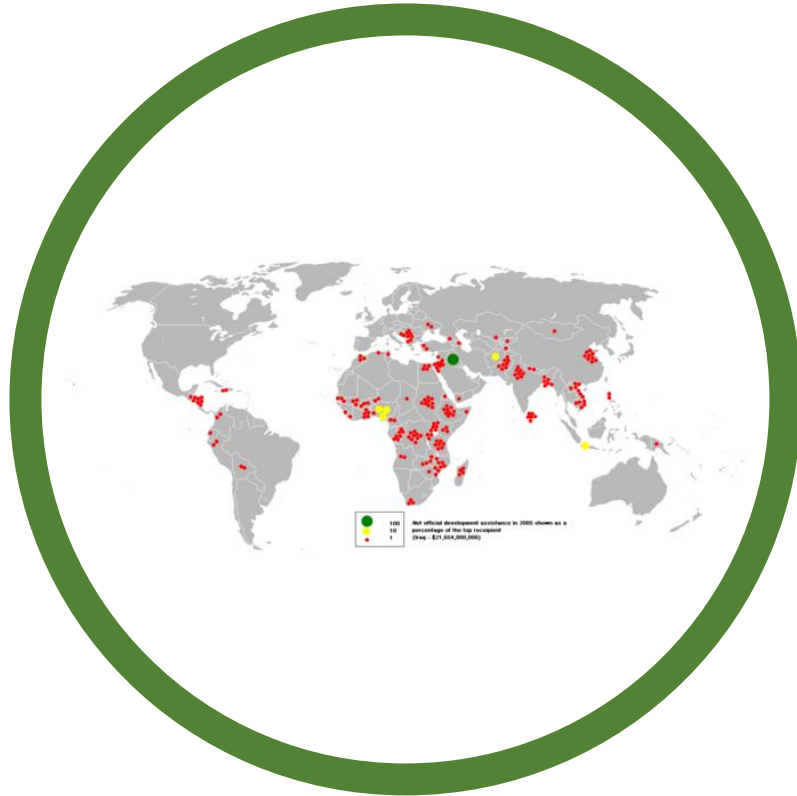 100
10
1
Net official development assistance in 2005 shown as a
percentage of the top receipient
(Iraq - $21,654,000,000)